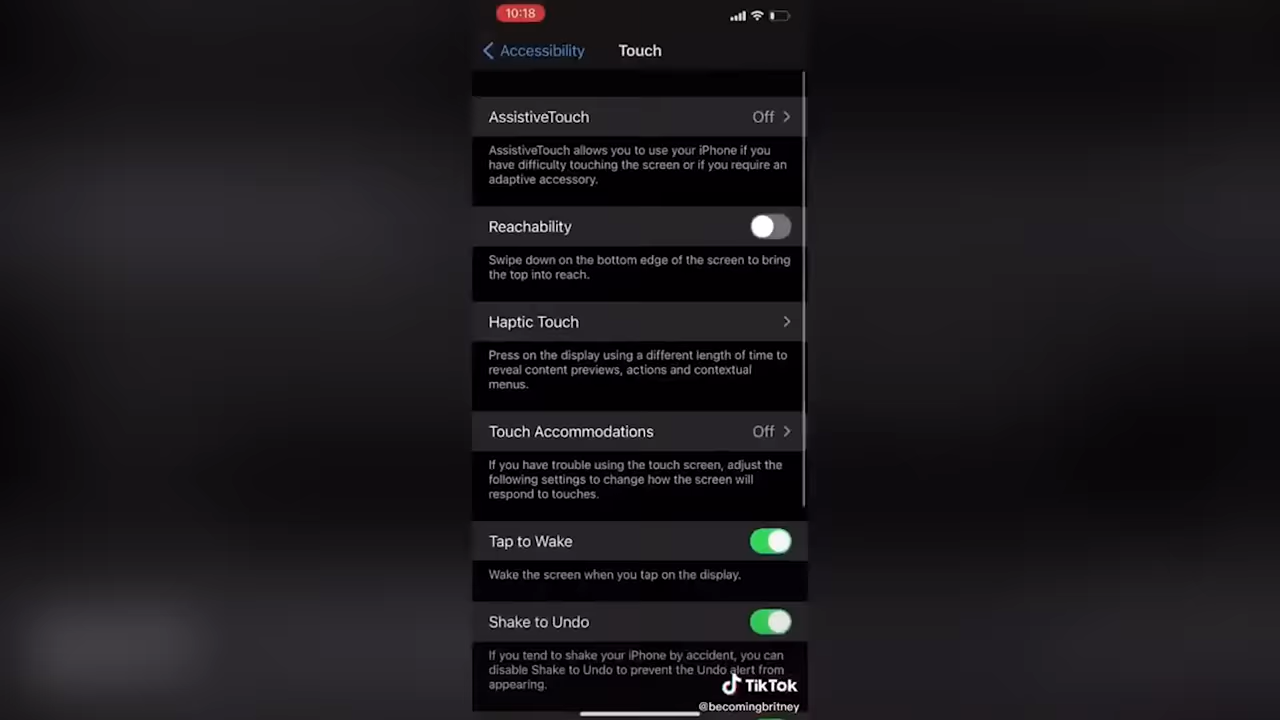 10:18
Accessibility
Touch
AssistiveTouch
Off
AssistiveTouch allows you to use your iPhone if you
have difficulty touching the screen or if you require an
adaptive accessory.
Reachability
Swipe down on the bottom edge of the screen to bring
the top into reach.
Haptic Touch
Press on the display using a different length of time to
reveal content previews, actions and contextual
menus.
Touch Accommodations
Off
If you have trouble using the touch screen, adjust the
following settings to change how the screen will
respond to touches.
Tap to Wake
Wake the screen when you tap on the display.
Shake to Undo
If you tend to shake your iPhone by accident, you can
disable Shake to Undo to prevent the Undo alert from
appearing.
TikTok
@becomingbritney